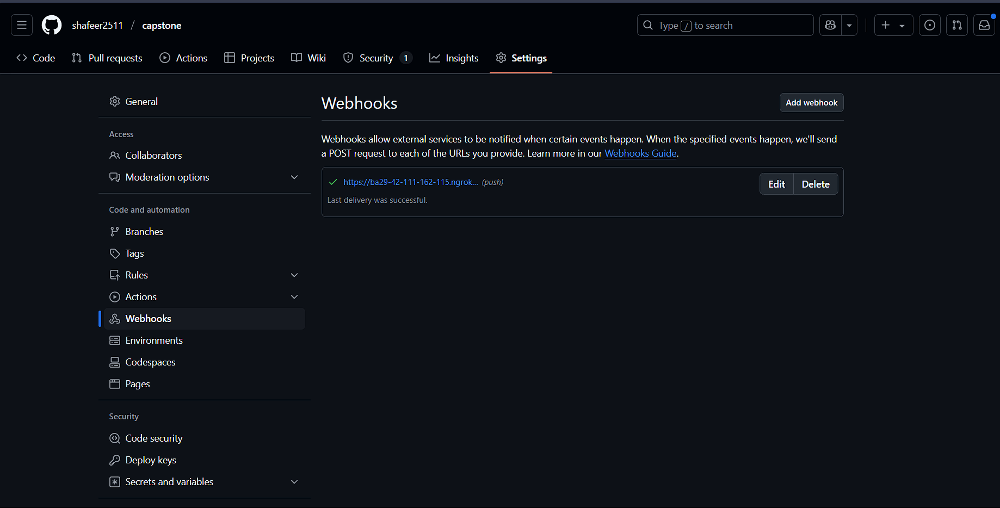 shafeer2511 / capstone
Type / to search
Code Pull requests Actions Projects Wiki Security 1 Insights Settings
General
Access
Collaborators
Moderation options
Code and automation
Branches
Tags
Rules
Actions
Webhooks
Environments
Codespaces
Pages
Security
Code security
Deploy keys
Secrets and variables
Webhooks
Add webhook
Webhooks allow external services to be notified when certain events happen. When the specified events happen, we'll send
a POST request to each of the URLs you provide. Learn more in our Webhooks Guide.
https://ba29-42-111-162-115.ngrok... (push)
Edit Delete
Last delivery was successful.